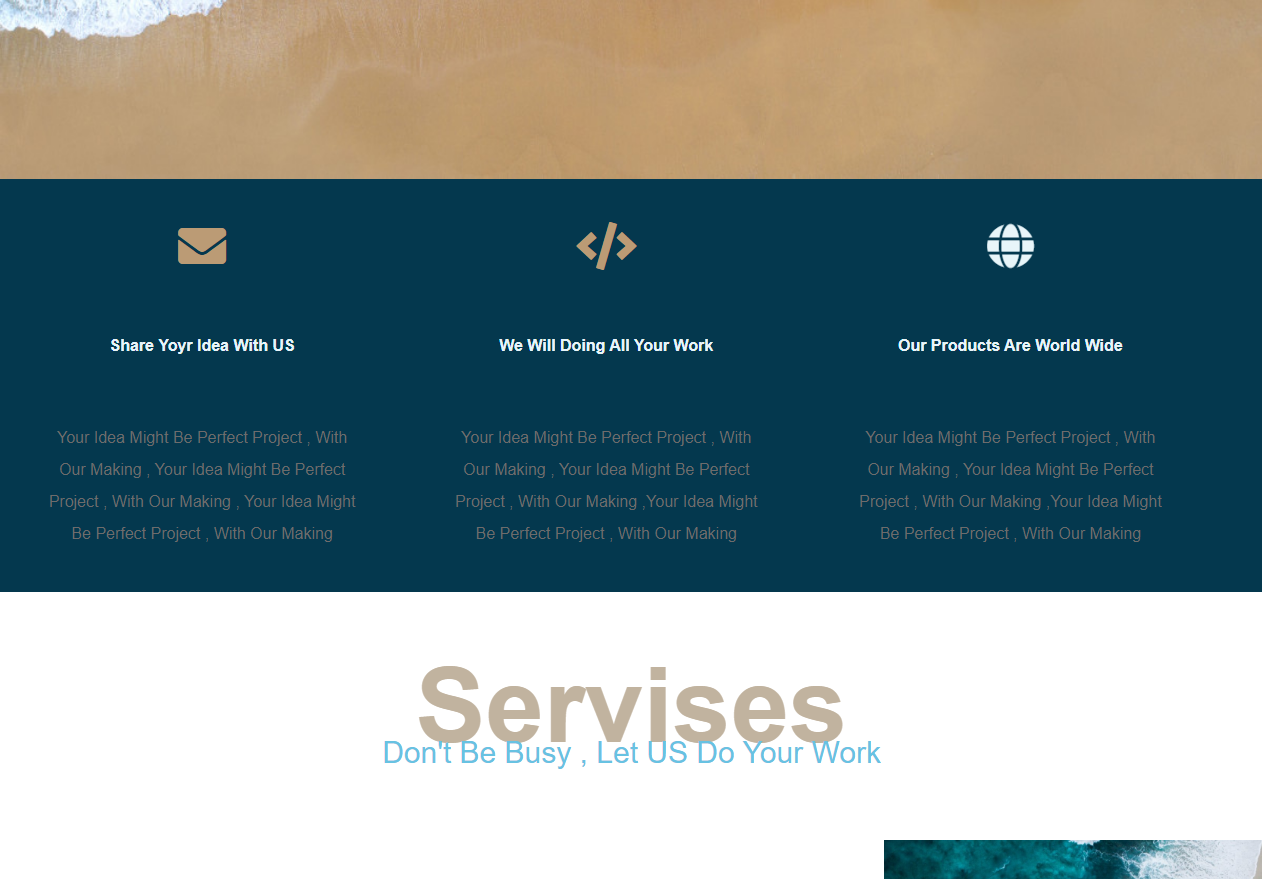 Share Yoyr Idea With US
We Will Doing All Your Work
Our Products Are World Wide
Your Idea Might Be Perfect Project , With
Our Making , Your Idea Might Be Perfect
Project , With Our Making , Your Idea Might
Be Perfect Project , With Our Making
Your Idea Might Be Perfect Project , With
Our Making , Your Idea Might Be Perfect
Project , With Our Making ,Your Idea Might
Be Perfect Project , With Our Making
Your Idea Might Be Perfect Project , With
Our Making , Your Idea Might Be Perfect
Project , With Our Making ,Your Idea Might
Be Perfect Project , With Our Making
Servises
Don't Be Busy , Let US Do Your Work